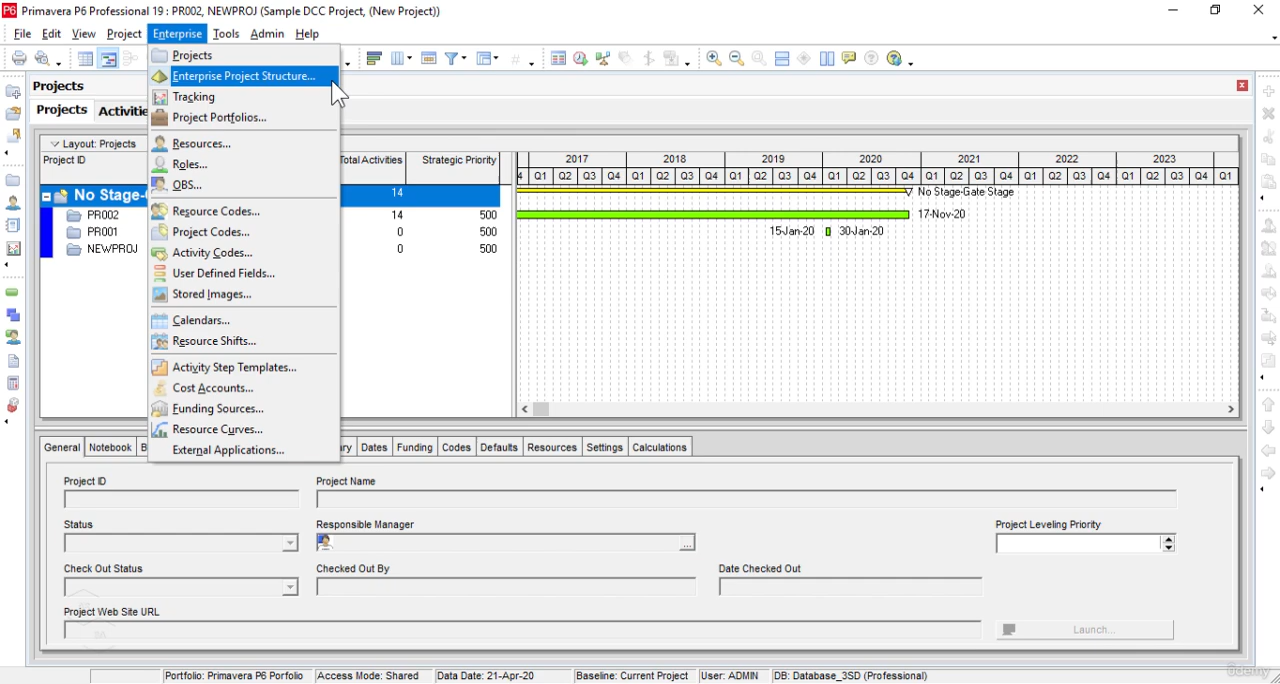 P6 Primavera P6 Professional 19 : PR002, NEWPROJ (Sample DCC Project, (New Project))
File Edit View Project Enterprise Tools Admin Help
Projects
Enterprise Project Structure...
Tracking
Project Portfolios...
Resources...
Roles...
OBS...
Resource Codes...
Project Codes...
Activity Codes...
User Defined Fields...
Stored Images...
Calendars...
Resource Shifts...
Activity Step Templates...
Cost Accounts...
Funding Sources...
Resource Curves...
External Applications...
Projects
Projects Activitie
Layout: Projects
Project ID Total Activities Strategic Priority
2017 2018 2019 2020 2021 2022 2023
4 Q1 Q2 Q3 Q4 Q1 Q2 Q3 Q4 Q1 Q2 Q3 Q4 Q1 Q2 Q3 Q4 Q1 Q2 Q3 Q4 Q1 Q2 Q3 Q4 Q1 Q2 Q3 Q4 Q1
No Stage- 14 No Stage-Gate Stage
PR002 14 500 17-Nov-20
PR001 0 500 15-Jan-20 30-Jan-20
NEWPROJ 0 500
General Notebook B ry Dates Funding Codes Defaults Resources Settings Calculations
Project ID Project Name
Status Responsible Manager Project Leveling Priority
...
Check Out Status Checked Out By Date Checked Out
Project Web Site URL
Launch...
Portfolio: Primavera P6 Porfolio Access Mode: Shared Data Date: 21-Apr-20 Baseline: Current Project User: ADMIN DB: Database_3SD (Professional)
udemy